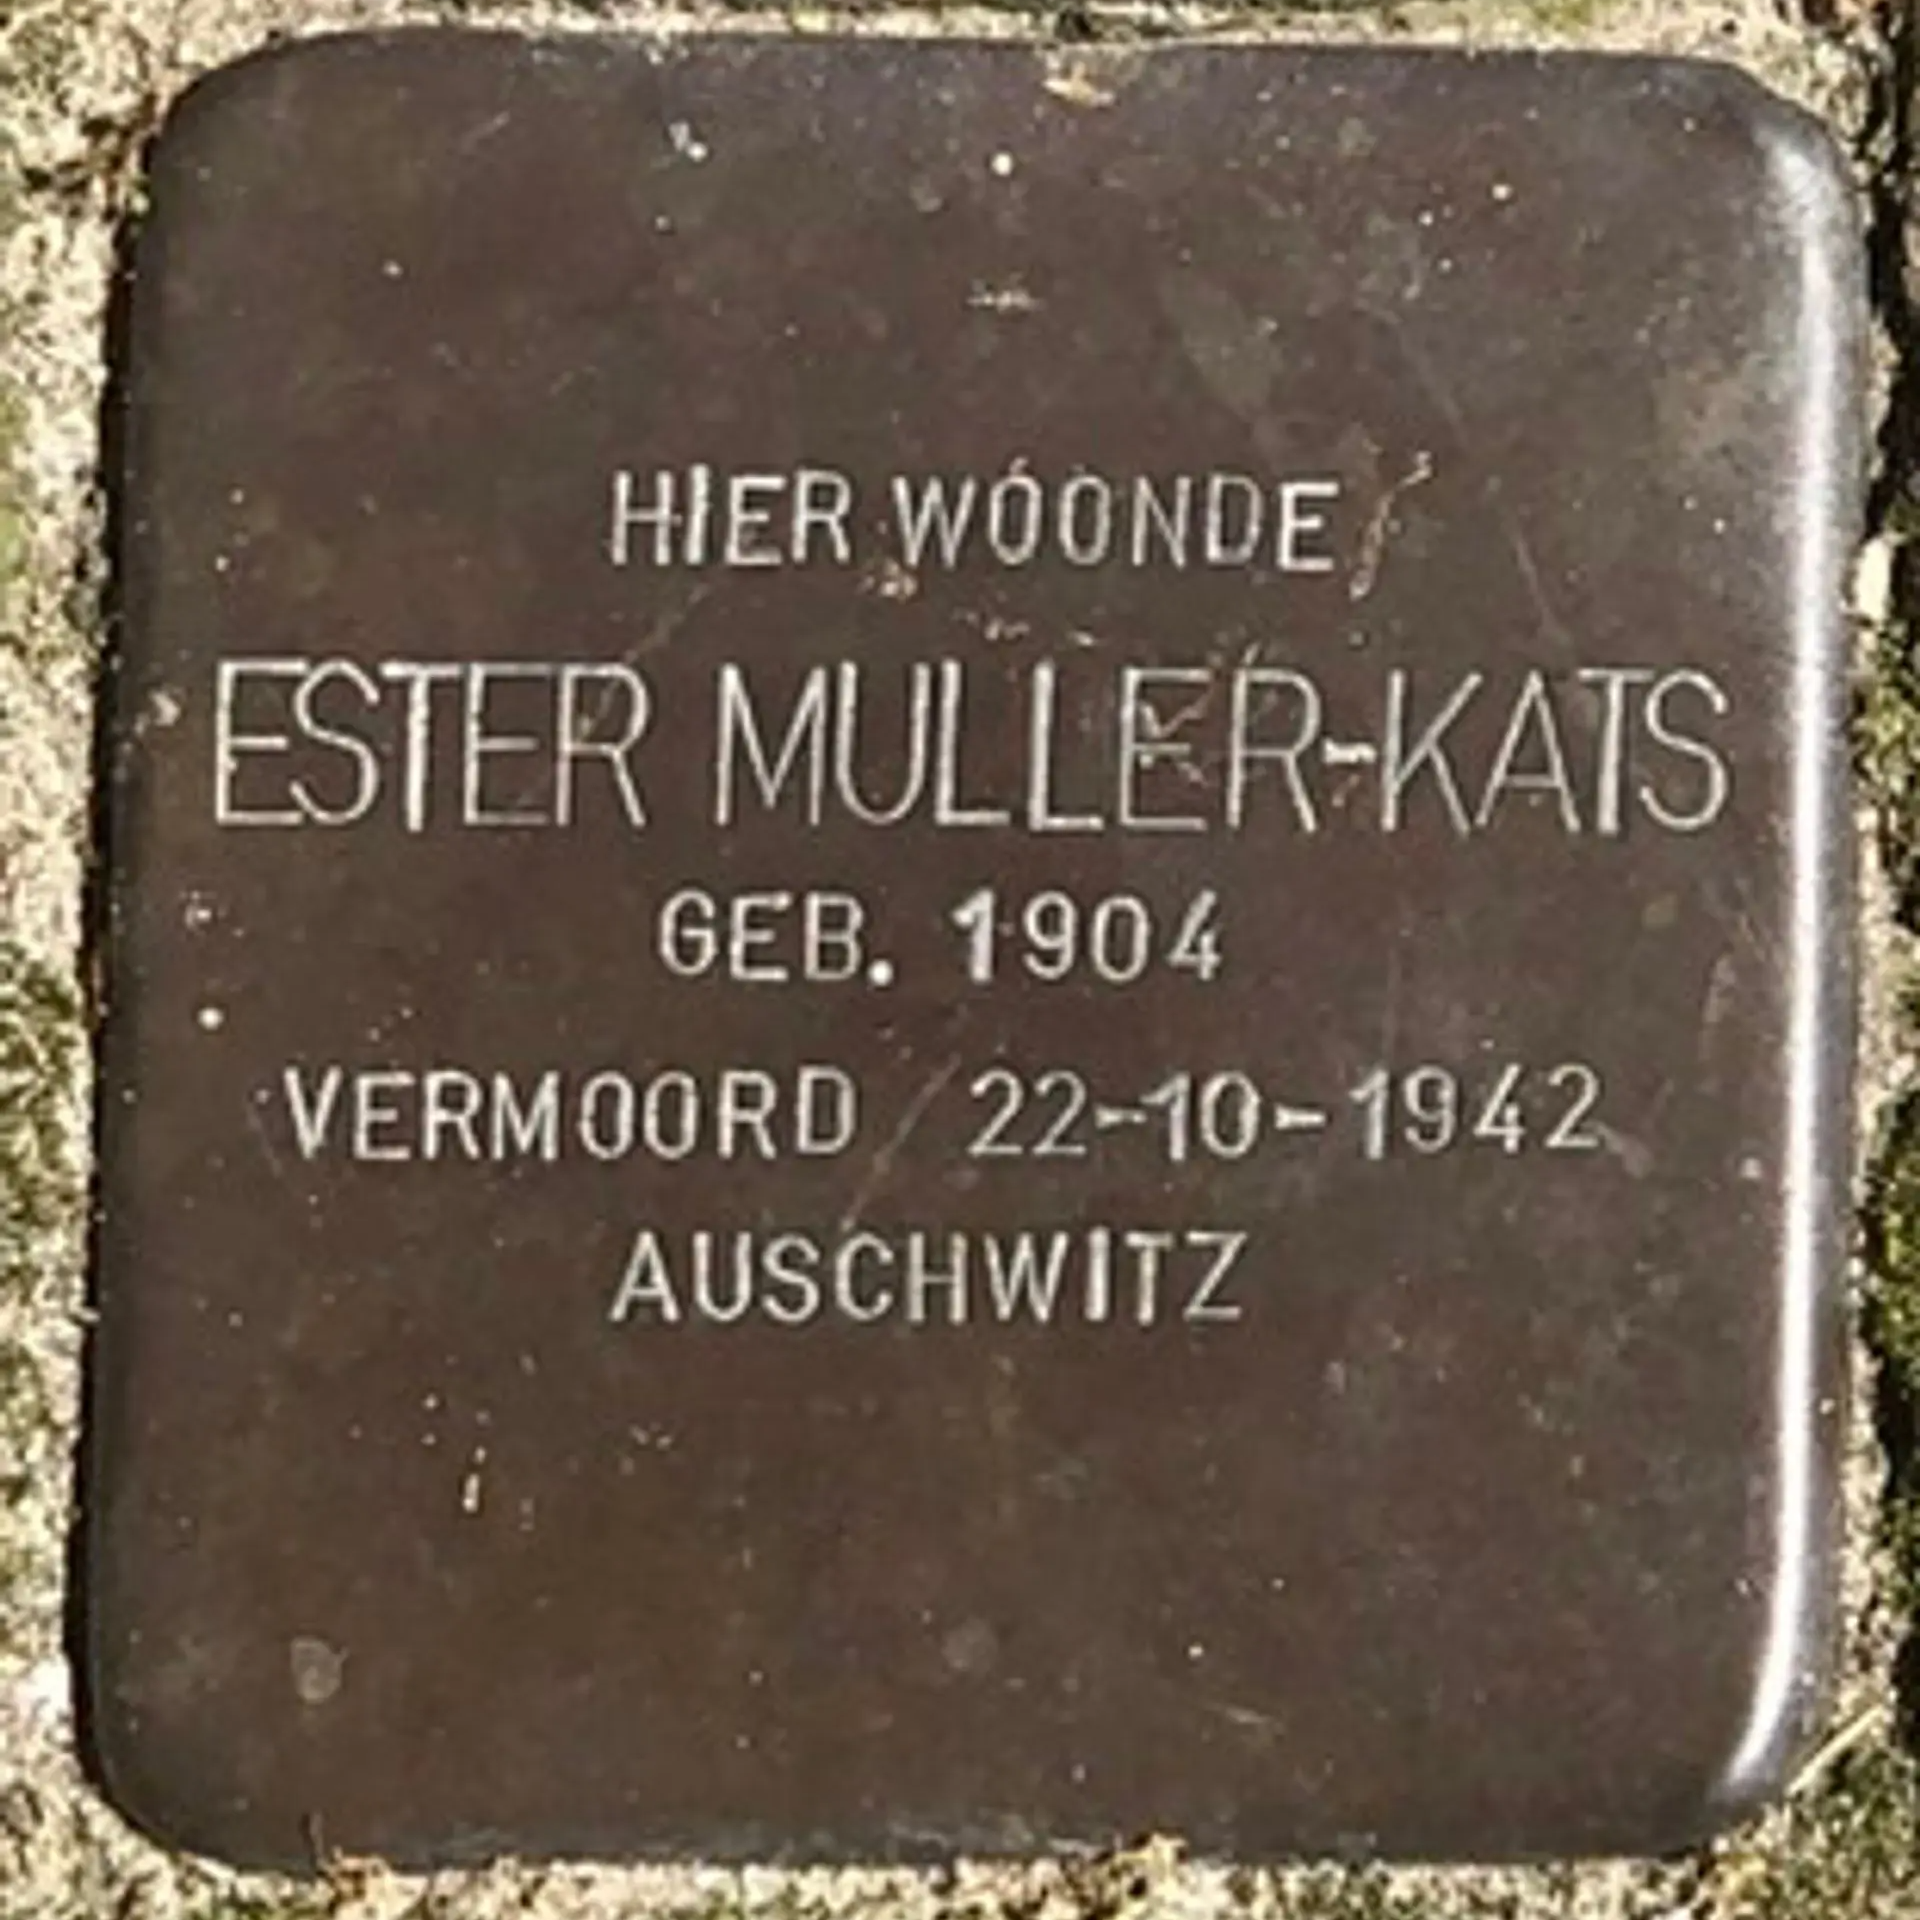 HIER WOONDE
ESTER MULLER-KATS
GEB. 1904
VERMOORD 22-10-1942
AUSCHWITZ